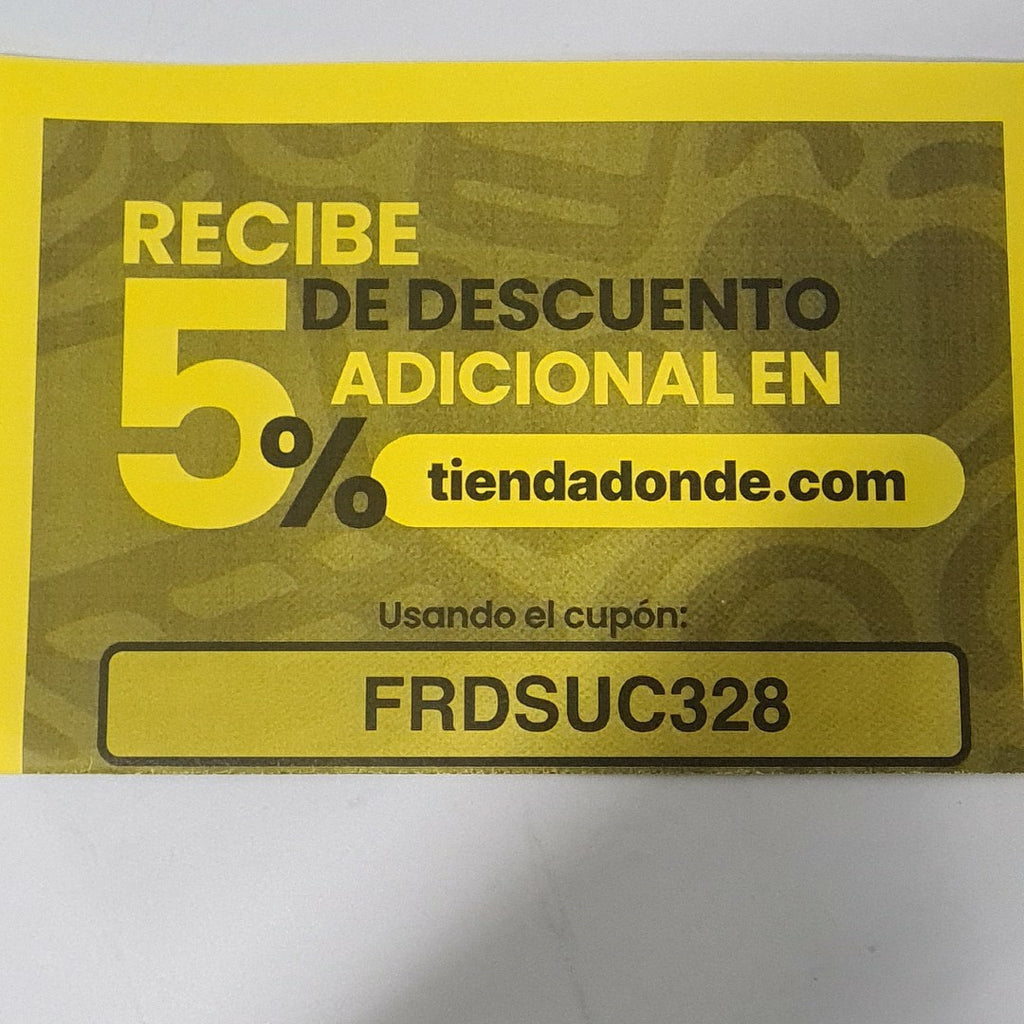 RECIBE
5% DE DESCUENTO
ADICIONAL EN
tiendadonde.com
Usando el cupón:
FRDSUC328